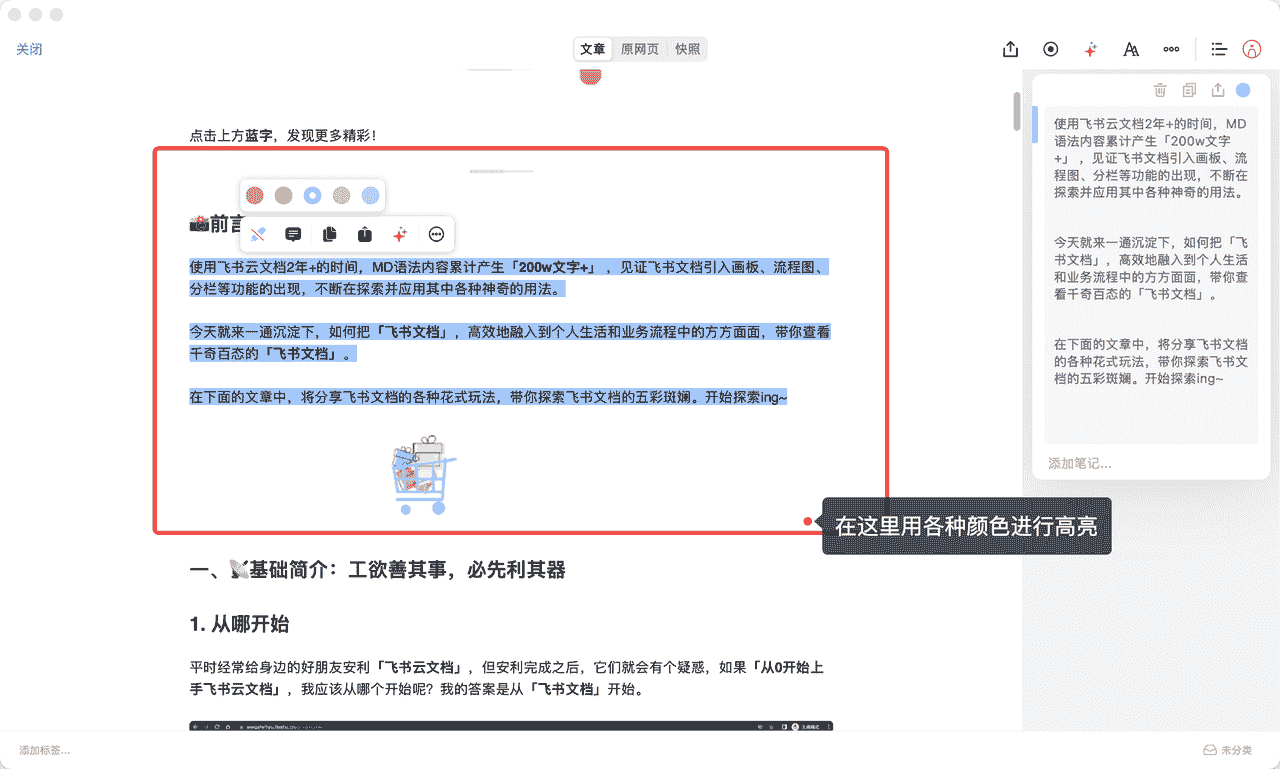 关闭
文章 原网页 快照
点击上方蓝字，发现更多精彩！
前言
使用飞书云文档2年+的时间，MD语法内容累计产生「200w文字+」，见证飞书文档引入画板、流程图、
分栏等功能的出现，不断在探索并应用其中各种神奇的用法。
今天就来一通沉淀下，如何把「飞书文档」，高效地融入到个人生活和业务流程中的方方面面，带你查看
千奇百态的「飞书文档」。
在下面的文章中，将分享飞书文档的各种花式玩法，带你探索飞书文档的五彩斑斓。开始探索ing~
在这里用各种颜色进行高亮
一、基础简介：工欲善其事，必先利其器
1. 从哪开始
平时经常给身边的好朋友安利「飞书云文档」，但安利完成之后，它们就会有个疑惑，如果「从0开始上
手飞书云文档」，我应该从哪个开始呢？我的答案是从「飞书文档」开始。
使用飞书云文档2年+的时间，MD
语法内容累计产生「200w文字
+」，见证飞书文档引入画板、流
程图、分栏等功能的出现，不断在
探索并应用其中各种神奇的用法。
今天就来一通沉淀下，如何把「飞
书文档」，高效地融入到个人生活
和业务流程中的方方面面，带你查
看千奇百态的「飞书文档」。
在下面的文章中，将分享飞书文档
的各种花式玩法，带你探索飞书文
档的五彩斑斓。开始探索ing~
添加笔记...
添加标签...
未分类